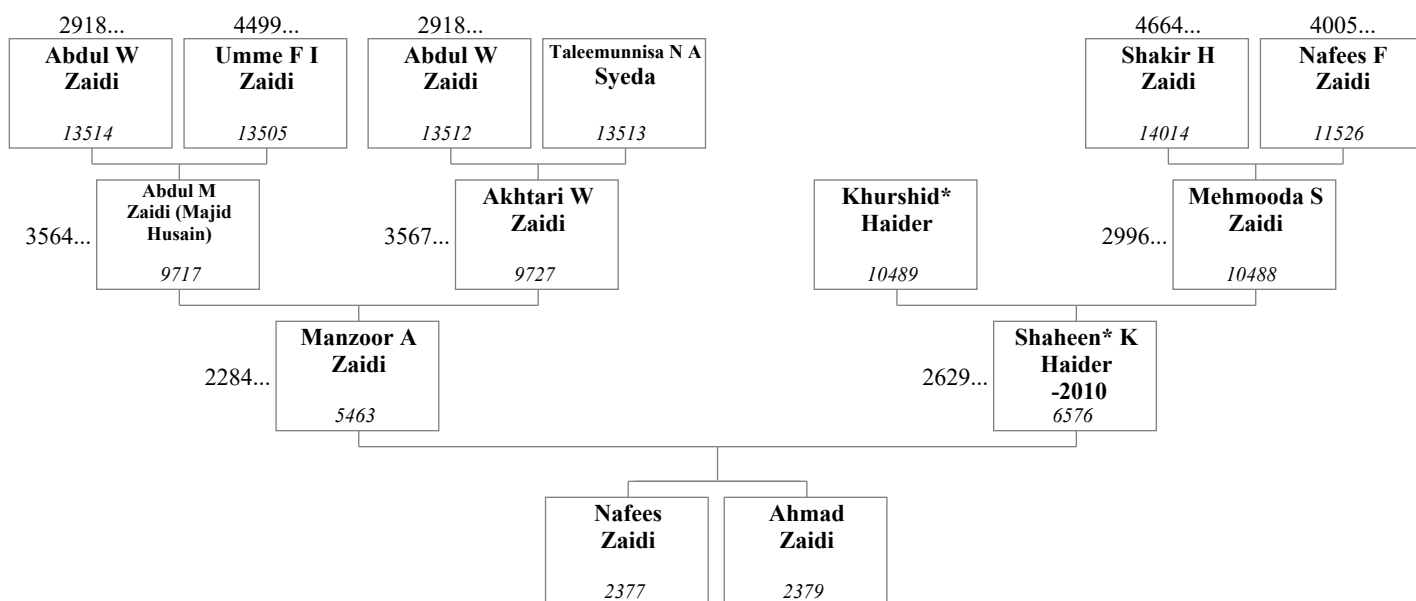 2918...
4499...
2918...
4664...
4005...
Abdul W
Zaidi
13514
Umme F I
Zaidi
13505
Abdul W
Zaidi
13512
Taleemunnisa N A
Syeda
13513
Shakir H
Zaidi
14014
Nafees F
Zaidi
11526
3564...
Abdul M
Zaidi (Majid
Husain)
9717
3567...
Akhtari W
Zaidi
9727
Khurshid*
Haider
10489
2996...
Mehmooda S
Zaidi
10488
2284...
Manzoor A
Zaidi
5463
2629...
Shaheen* K
Haider
-2010
6576
Nafees
Zaidi
2377
Ahmad
Zaidi
2379